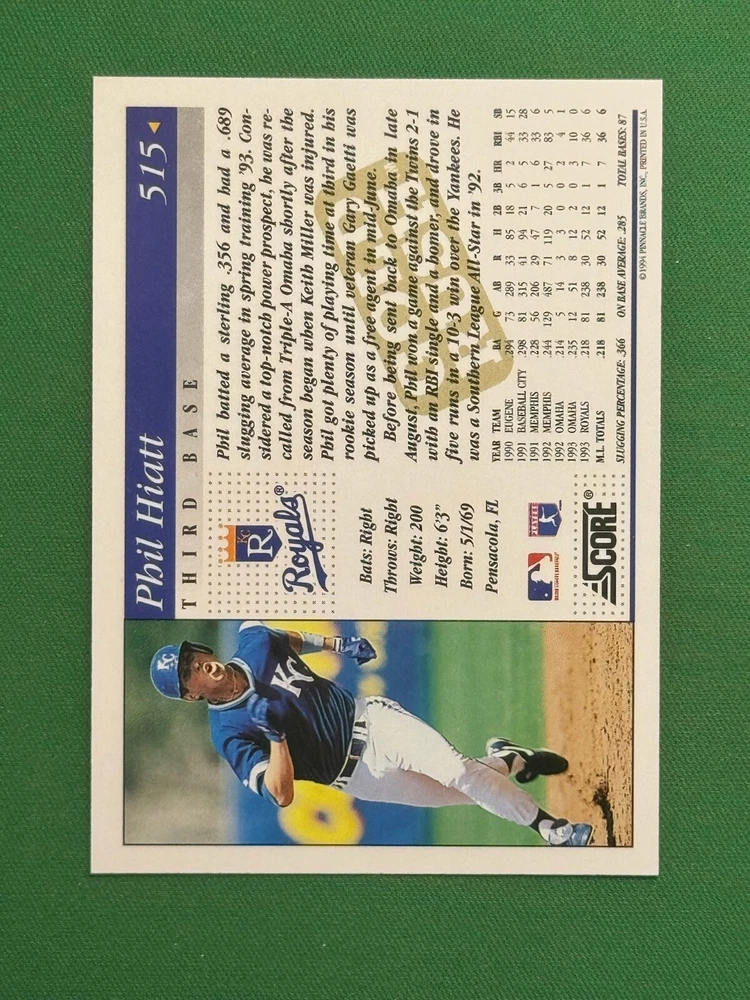 Phil Hiatt 515
THIRD BASE
KC
R
Royals®
Bats: Right
Throws: Right
Weight: 200
Height: 6'3"
Born: 5/1/69
Pensacola, FL
SCORE®
Phil batted a sterling .356 and had a .689
slugging average in spring training '93. Con-
sidered a top-notch power prospect, he was re-
called from Triple-A Omaha shortly after the
season began when Keith Miller was injured.
Phil got plenty of playing time at third in his
rookie season until veteran Gary Gaetti was
picked up as a free agent in mid-June.
Before being sent back to Omaha in late
August, Phil won a game against the Twins 2-1
with an RBI single and a homer, and drove in
five runs in a 10-3 win over the Yankees. He
was a Southern League All-Star in '92.
YEAR TEAM BA G AB R H 2B 3B HR RBI SB
1990 EUGENE .294 73 289 33 85 18 5 2 44 15
1991 BASEBALL CITY .298 81 315 41 94 21 6 5 33 28
1991 MEMPHIS .228 56 206 29 47 7 1 6 33 6
1992 MEMPHIS .244 129 487 71 119 20 5 27 83 5
1992 OMAHA .214 5 14 3 3 0 0 2 4 1
1993 OMAHA .235 12 51 8 12 2 0 3 10 0
1993 ROYALS .218 81 238 30 52 12 1 7 36 6
M.L. TOTALS .218 81 238 30 52 12 1 7 36 6
SLUGGING PERCENTAGE: .366 ON BASE AVERAGE: .285 TOTAL BASES: 87
© 1994 PINNACLE BRANDS, INC., PRINTED IN U.S.A.
KC
KC